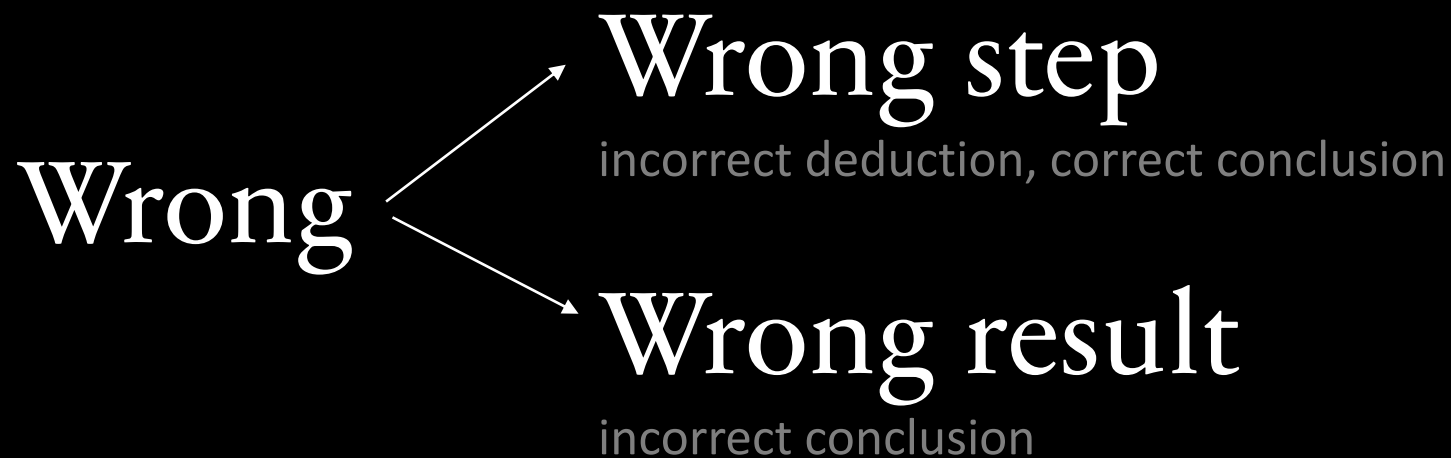 Wrong step
incorrect deduction, correct conclusion
Wrong
Wrong result
incorrect conclusion